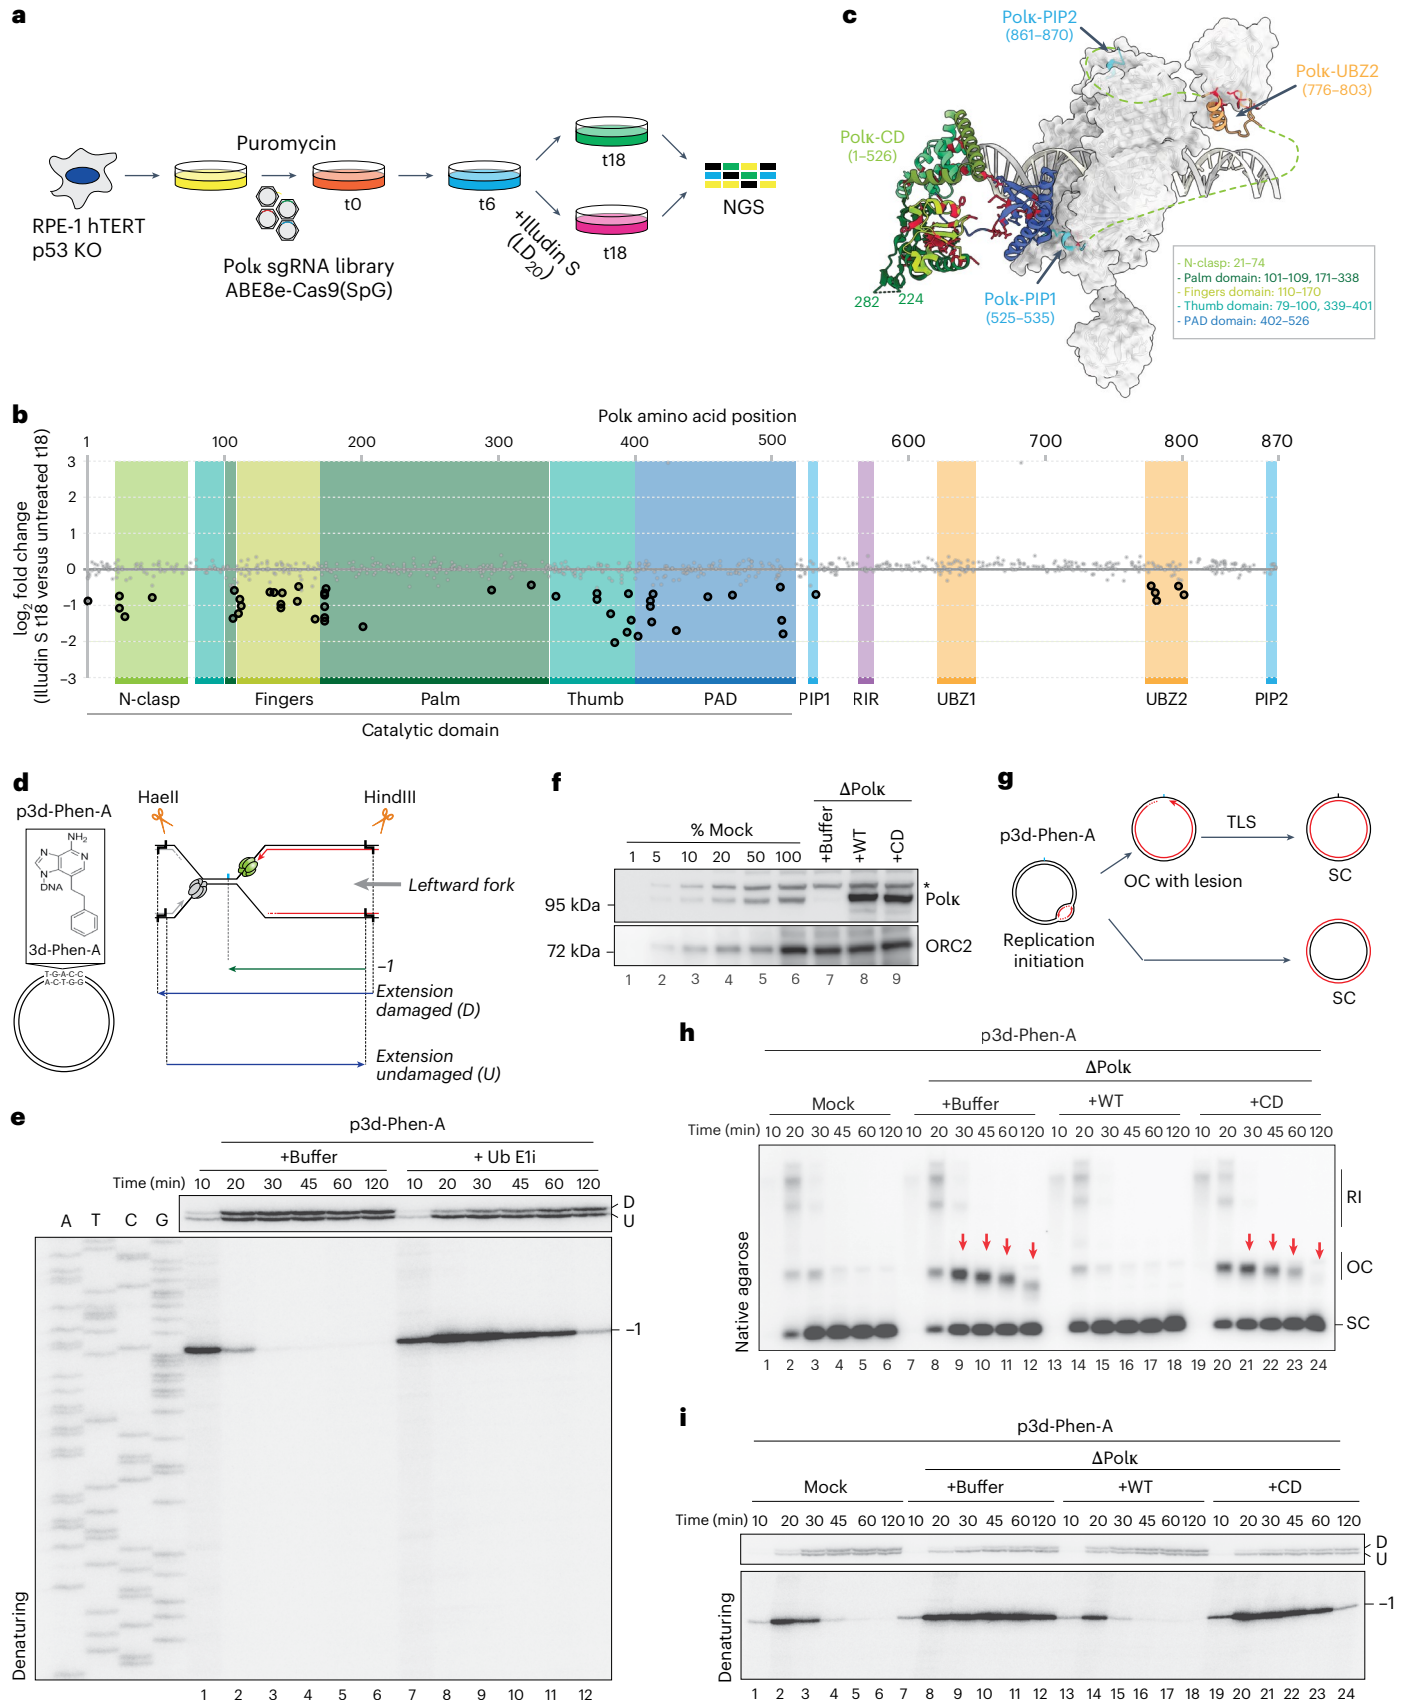 a
RPE-1 hTERT
p53 KO
Puromycin
Polκ sgRNA library
ABE8e-Cas9(SpG)
t0
t6
+Illudin S
(LD20)
t18
t18
NGS
c
Polκ-PIP2
(861–870)
Polκ-UBZ2
(776–803)
Polκ-CD
(1–526)
282
224
Polκ-PIP1
(525–535)
- N-clasp: 21–74
- Palm domain: 101–109, 171–338
- Fingers domain: 110–170
- Thumb domain: 79–100, 339–401
- PAD domain: 402–526
b
Polκ amino acid position
1 100 200 300 400 500 600 700 800 870
log2 fold change
(Illudin S t18 versus untreated t18)
3
2
1
0
–1
–2
–3
N-clasp Fingers Palm Thumb PAD PIP1 RIR UBZ1 UBZ2 PIP2
Catalytic domain
d
p3d-Phen-A
NH2
N
N
N
N
DNA
3d-Phen-A
T-G-A-C-C
A-C-T-G-G
HaeII
HindIII
Leftward fork
–1
Extension
damaged (D)
Extension
undamaged (U)
f
ΔPolκ
% Mock
+Buffer
+WT
+CD
1 5 10 20 50 100
95 kDa
*
Polκ
72 kDa
ORC2
1 2 3 4 5 6 7 8 9
g
p3d-Phen-A
Replication
initiation
OC with lesion
TLS
SC
SC
e
p3d-Phen-A
+Buffer + Ub E1i
Time (min) 10 20 30 45 60 120 10 20 30 45 60 120
D
U
A T C G
–1
Denaturing
1 2 3 4 5 6 7 8 9 10 11 12
h
p3d-Phen-A
ΔPolκ
Mock +Buffer +WT +CD
Time (min) 10 20 30 45 60 120 10 20 30 45 60 120 10 20 30 45 60 120 10 20 30 45 60 120
RI
OC
SC
Native agarose
1 2 3 4 5 6 7 8 9 10 11 12 13 14 15 16 17 18 19 20 21 22 23 24
i
p3d-Phen-A
ΔPolκ
Mock +Buffer +WT +CD
Time (min) 10 20 30 45 60 120 10 20 30 45 60 120 10 20 30 45 60 120 10 20 30 45 60 120
D
U
–1
Denaturing
1 2 3 4 5 6 7 8 9 10 11 12 13 14 15 16 17 18 19 20 21 22 23 24